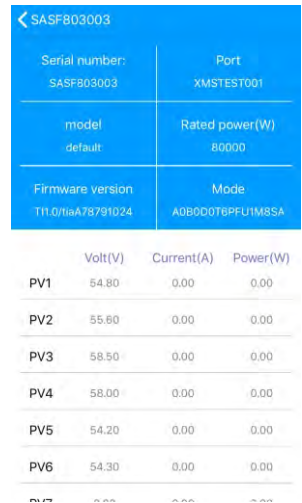 SASF803003
Serial number: Port
SASF803003 XMSTEST001
model Rated power(W)
default 80000
Firmware version Mode
TI1.0/tiaA78791024 A0B0D0T6PFU1M8SA
Volt(V) Current(A) Power(W)
PV1 54.80 0.00 0.00
PV2 55.60 0.00 0.00
PV3 58.50 0.00 0.00
PV4 58.00 0.00 0.00
PV5 54.20 0.00 0.00
PV6 54.30 0.00 0.00
PV7